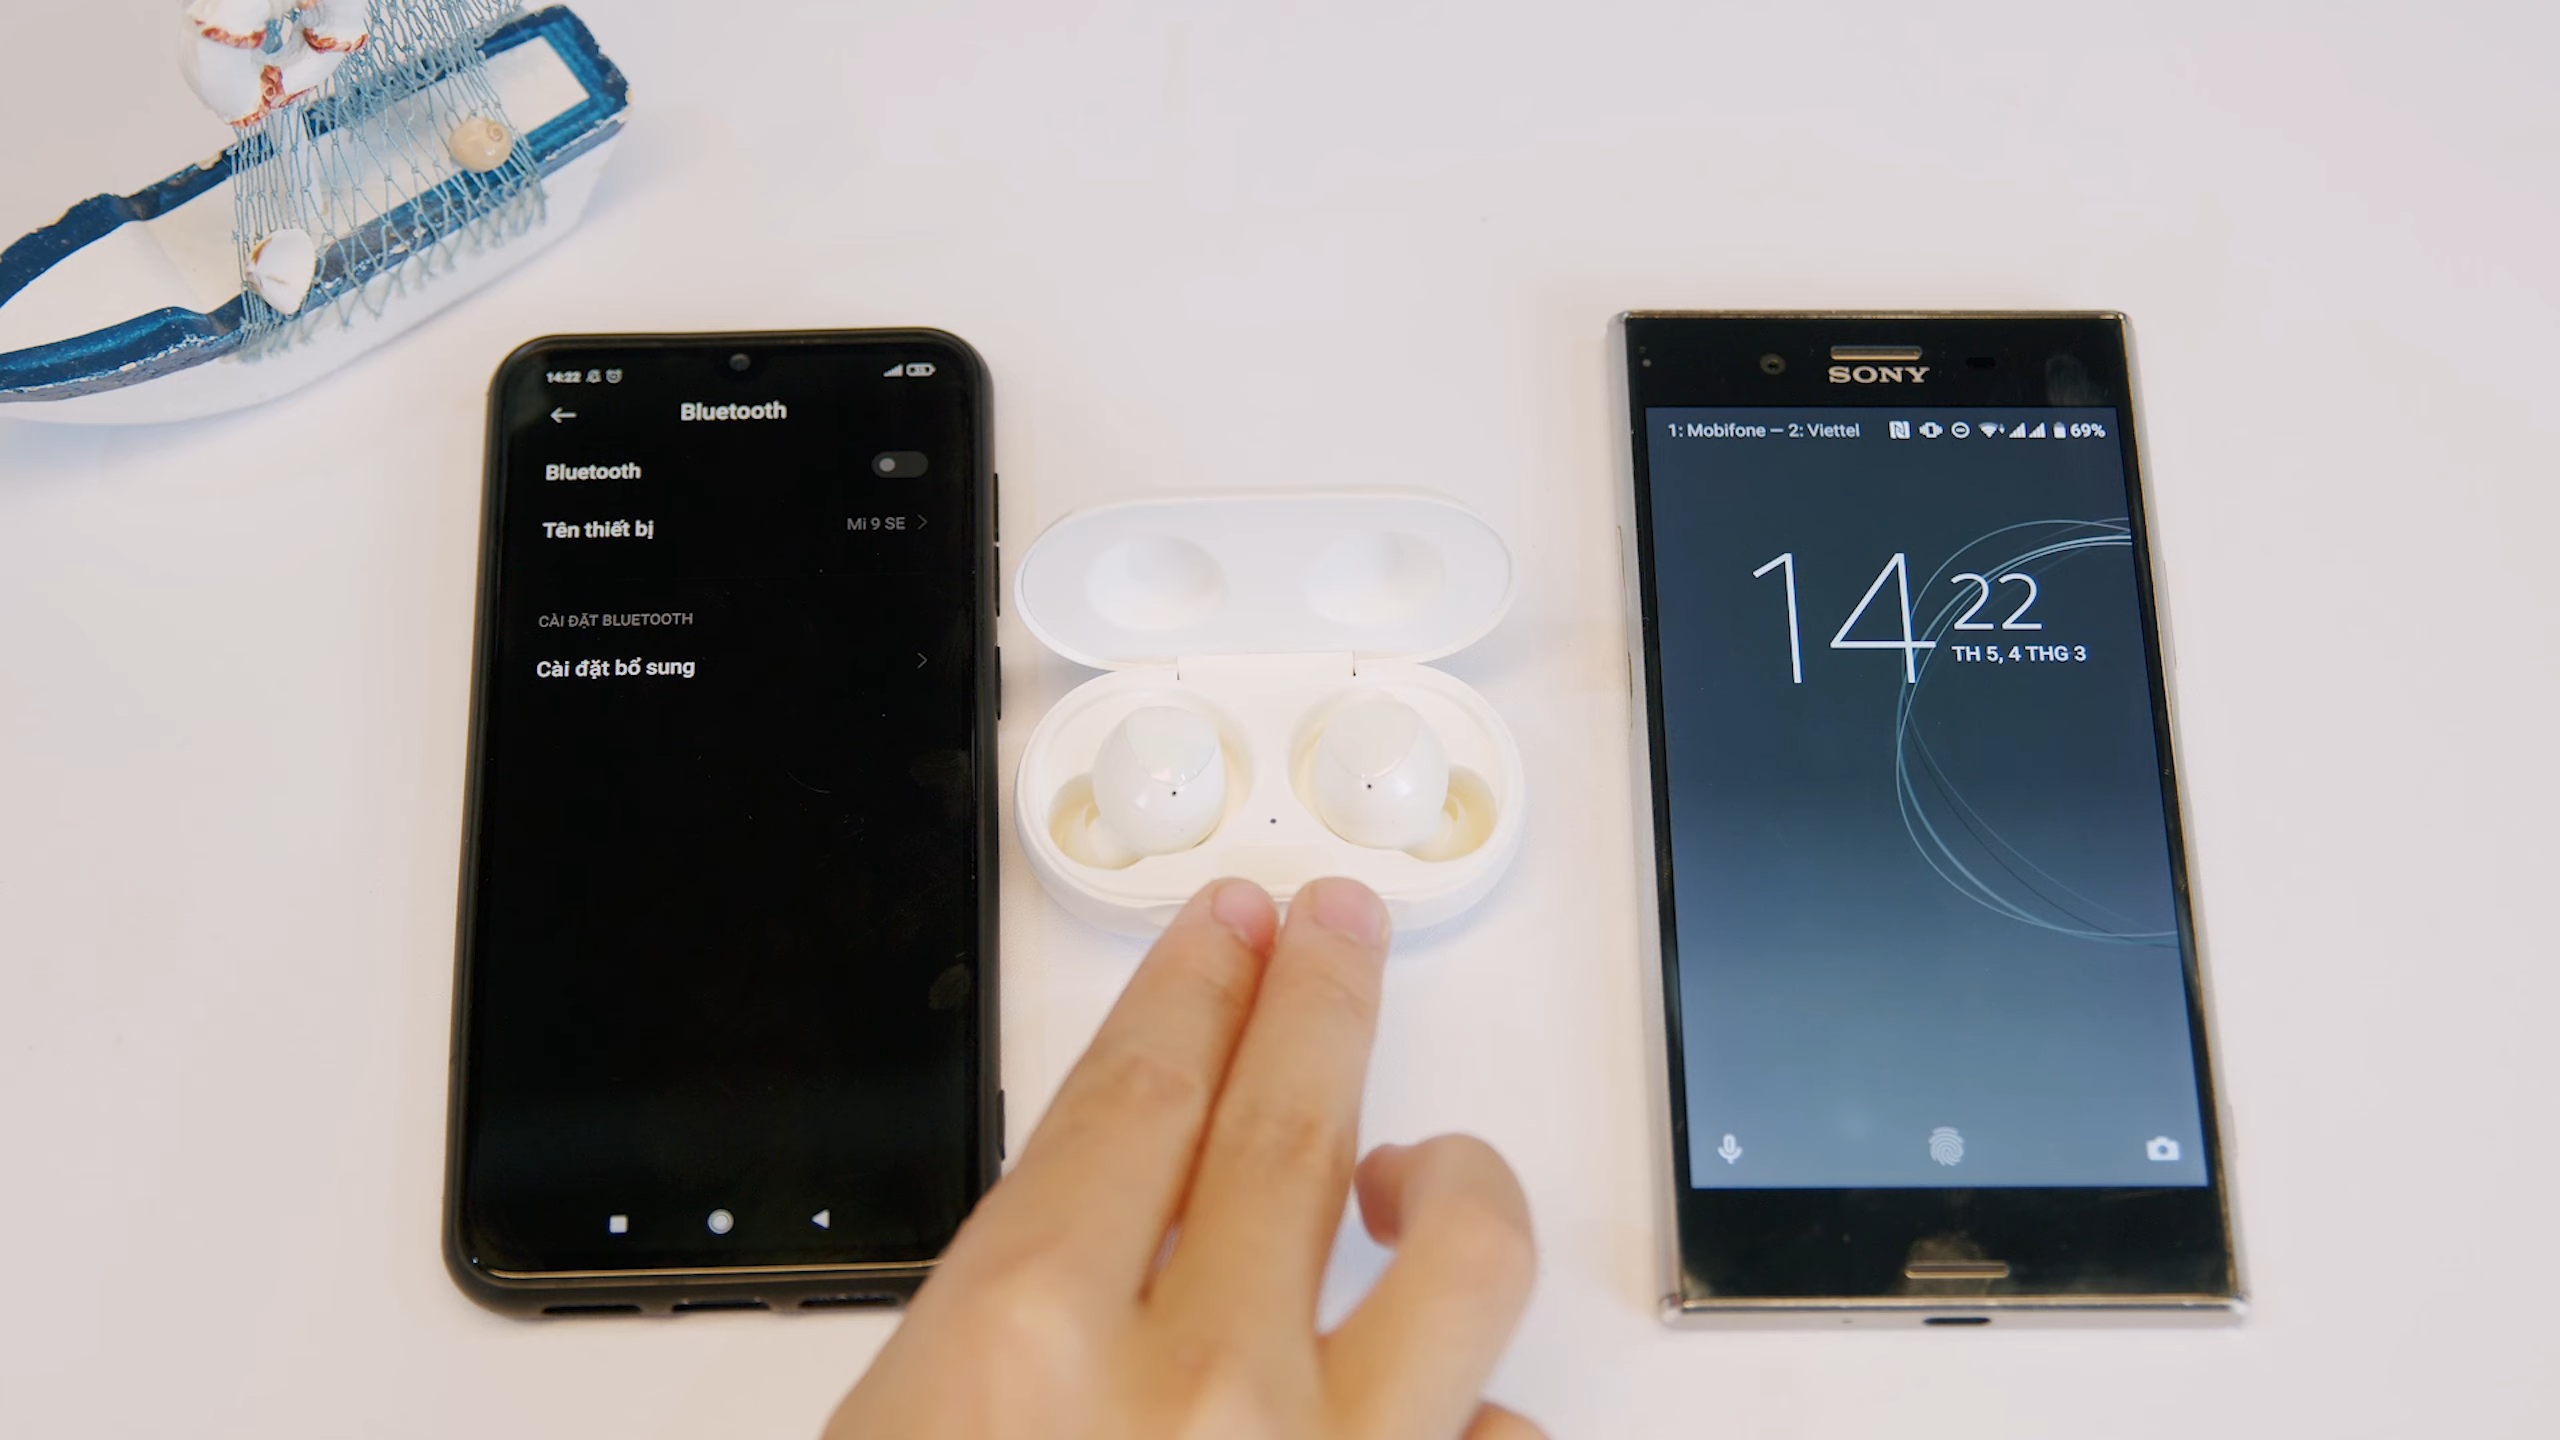 14:22
Bluetooth
Bluetooth
Tên thiết bị
Mi 9 SE
CÀI ĐẶT BLUETOOTH
Cài đặt bổ sung
SONY
1: Mobifone — 2: Viettel
69%
14 22
TH 5, 4 THG 3